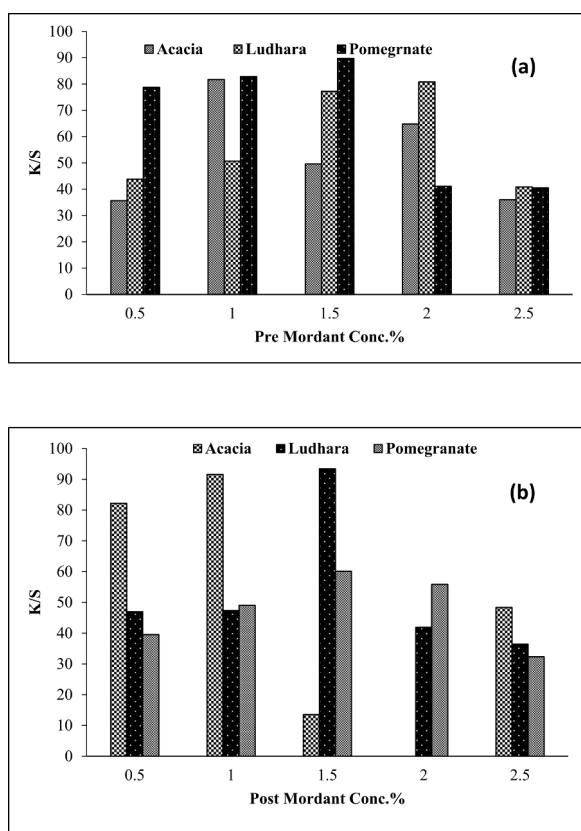 100
Acacia Ludhara Pomegrnate
(a)
90
80
70
60
50
40
30
20
10
0
K/S
0.5 1 1.5 2 2.5
Pre Mordant Conc.%
100
Acacia Ludhara Pomegranate
(b)
90
80
70
60
50
40
30
20
10
0
K/S
0.5 1 1.5 2 2.5
Post Mordant Conc.%